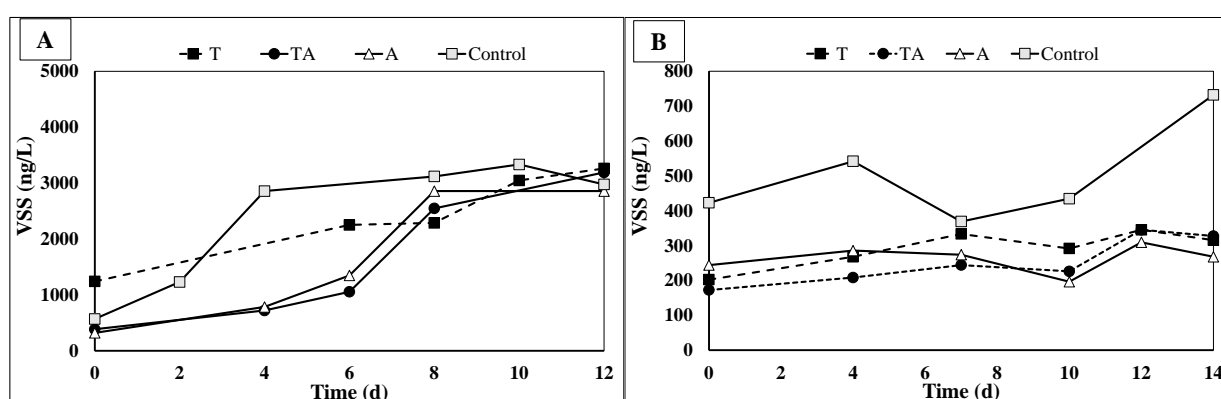 A
T TA A Control
5000
4000
3000
2000
1000
0
VSS (ng/L)
0 2 4 6 8 10 12
Time (d)
B
T TA A Control
800
700
600
500
400
300
200
100
0
VSS (ng/L)
0 2 4 6 8 10 12 14
Time (d)